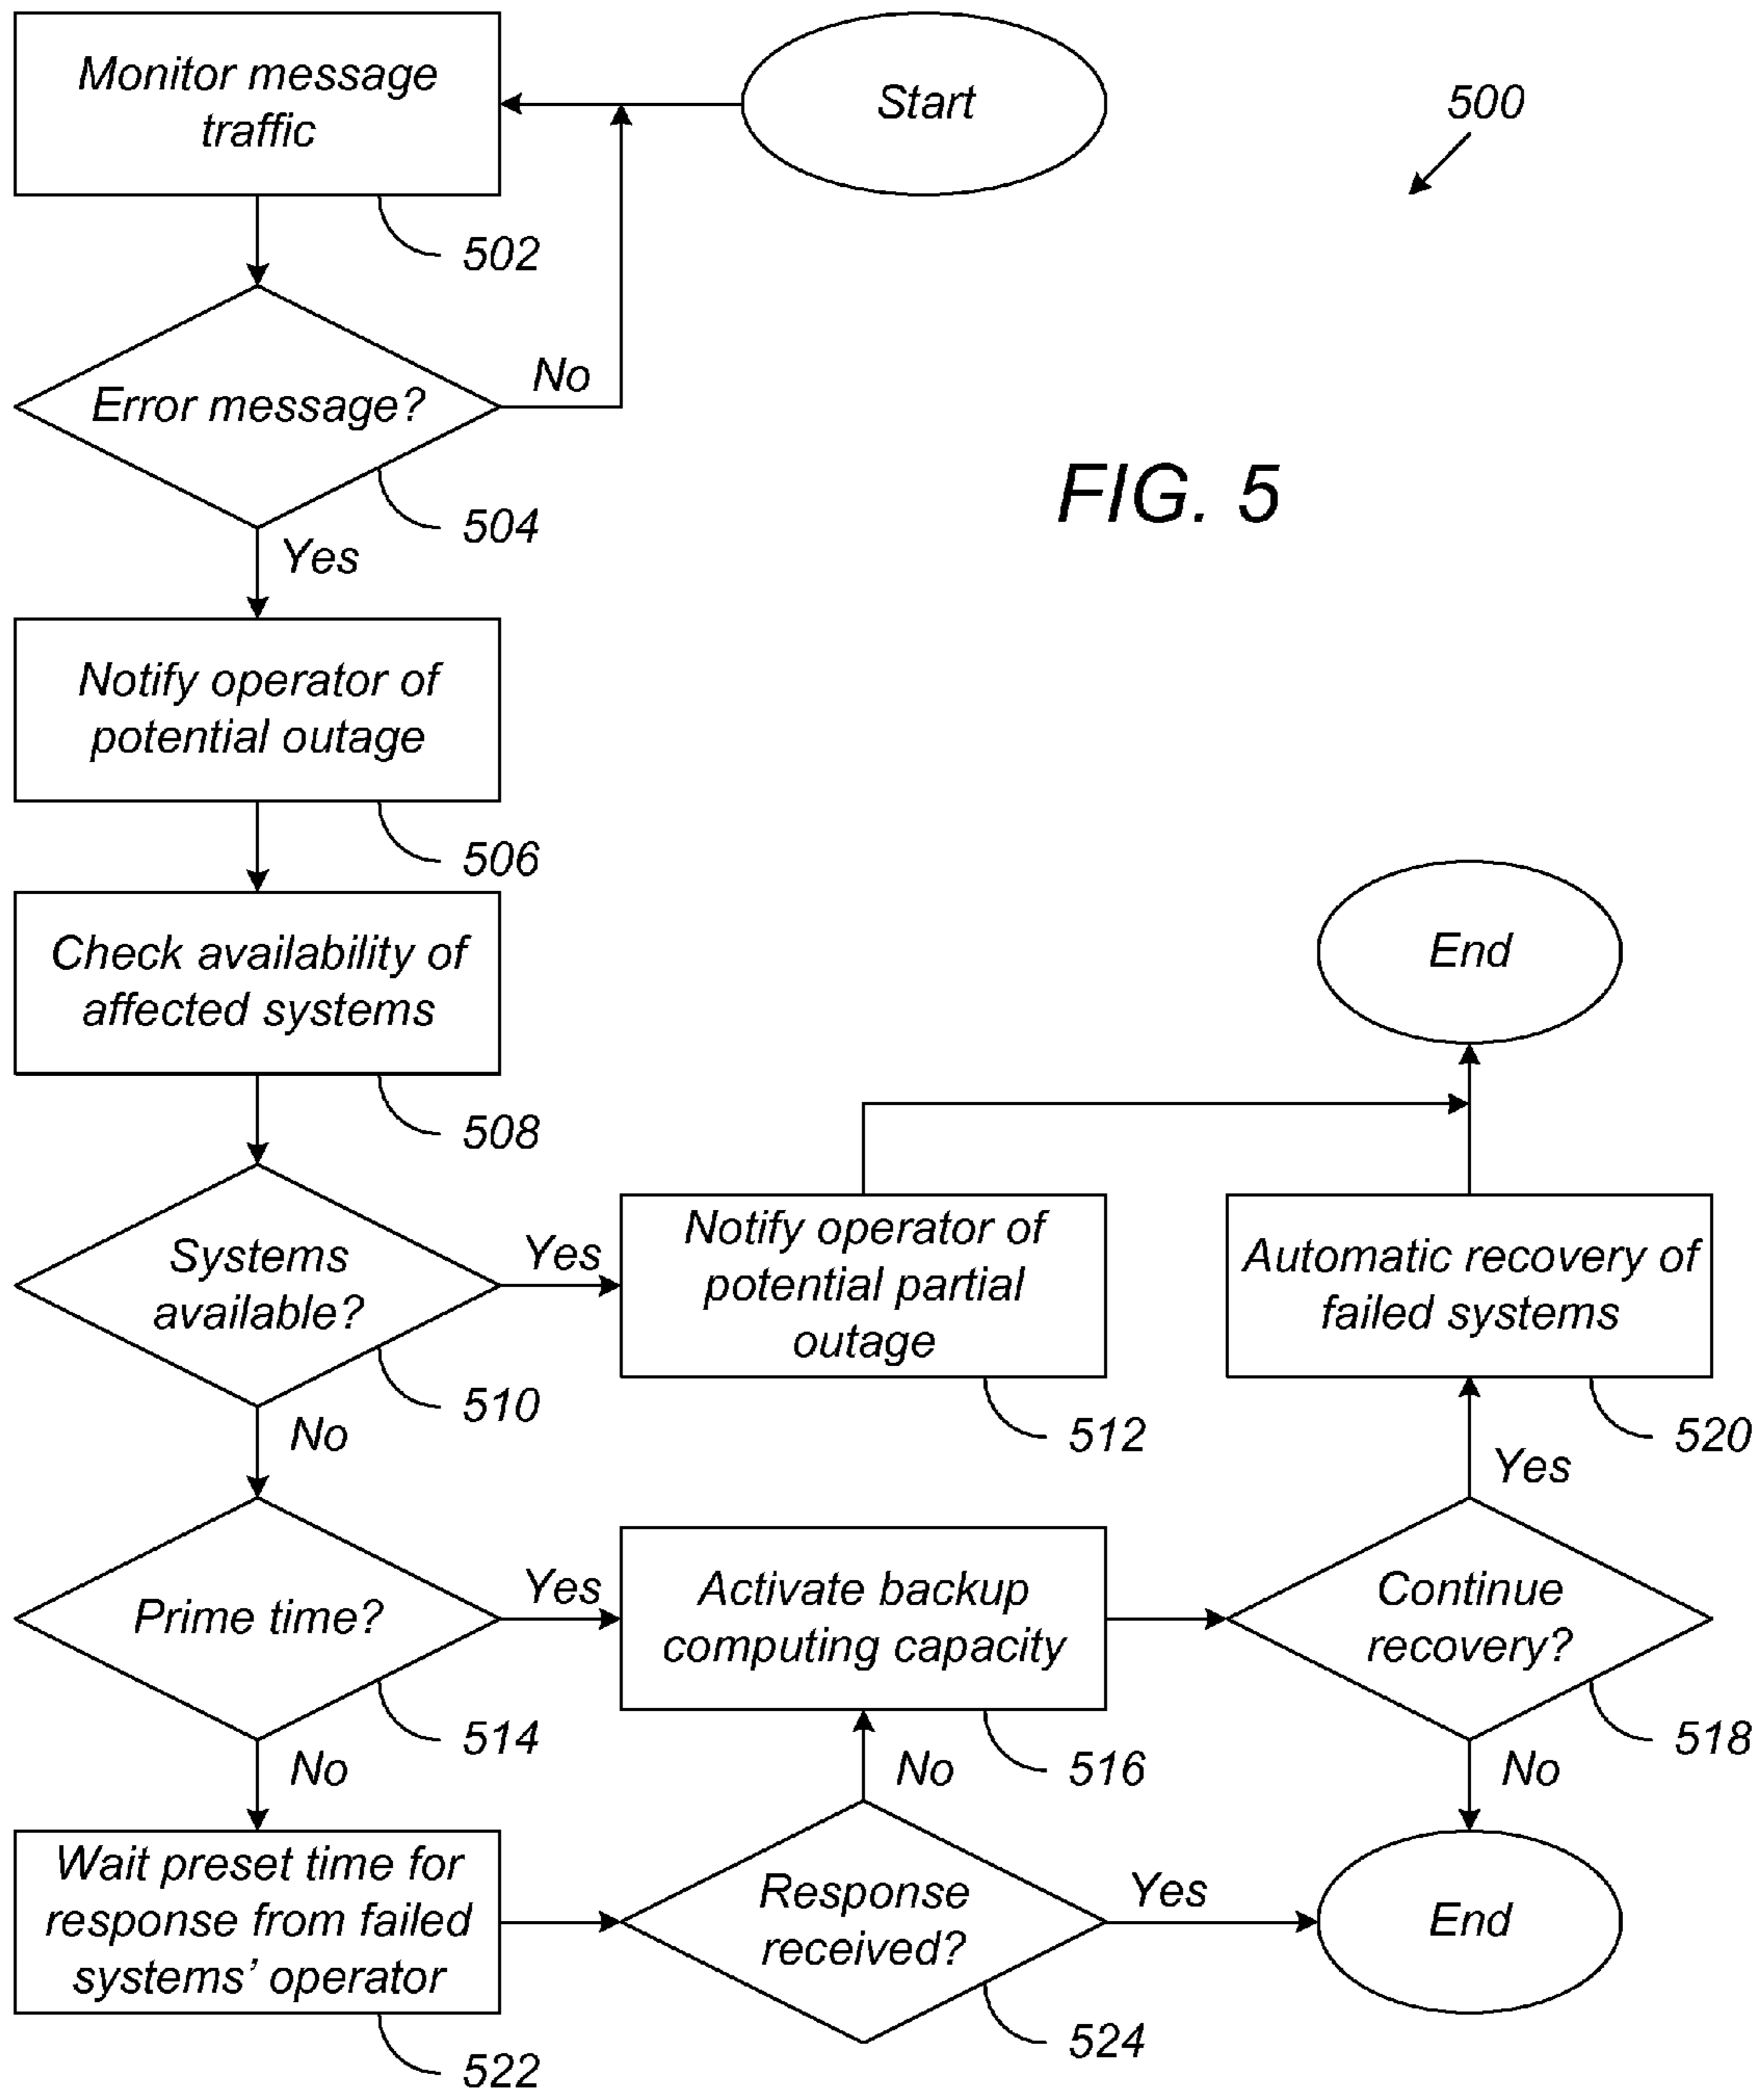 Monitor message
traffic
Start
500
502
No
Error message?
FIG. 5
504
Yes
Notify operator of
potential outage
506
Check availability of
affected systems
End
508
Systems
available?
Yes
Notify operator of
potential partial
outage
Automatic recovery of
failed systems
510
No
512
520
Yes
Prime time?
Yes
Activate backup
computing capacity
Continue
recovery?
514
No
516
No
518
No
Wait preset time for
response from failed
systems’ operator
Response
received?
Yes
End
522
524